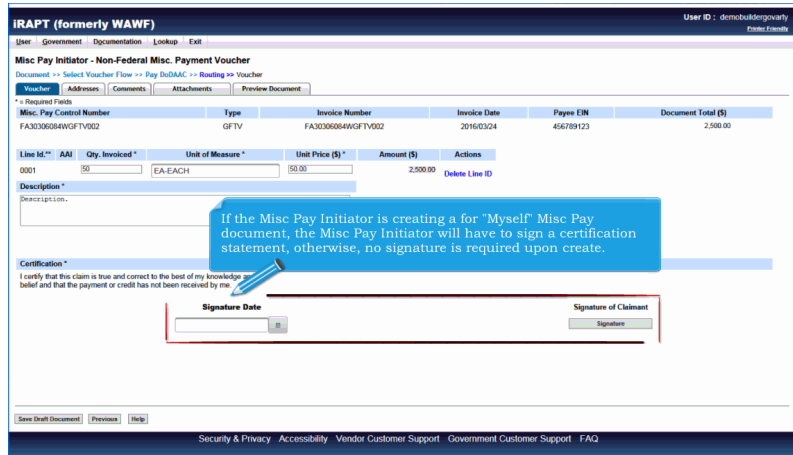 iRAPT (formerly WAWF)
User ID : demobuildergovarty
Printer Friendly
User Government Documentation Lookup Exit
Misc Pay Initiator - Non-Federal Misc. Payment Voucher
Document >> Select Voucher Flow >> Pay DoDAAC >> Routing >> Voucher
Voucher Addresses Comments Attachments Preview Document
* = Required Fields
Misc. Pay Control Number Type Invoice Number Invoice Date Payee EIN Document Total ($)
FA30306084WGFTV002 GFTV FA30306084WGFTV002 2016/03/24 456789123 2,500.00
Line Id.** AAI Qty. Invoiced * Unit of Measure * Unit Price ($) * Amount ($) Actions
0001 50 EA-EACH 50.00 2,500.00 Delete Line ID
Description *
Description.
If the Misc Pay Initiator is creating a for "Myself" Misc Pay
document, the Misc Pay Initiator will have to sign a certification
statement, otherwise, no signature is required upon create.
Certification *
I certify that this claim is true and correct to the best of my knowledge
belief and that the payment or credit has not been received by me.
Signature Date Signature of Claimant
Signature
Save Draft Document Previous Help
Security & Privacy Accessibility Vendor Customer Support Government Customer Support FAQ